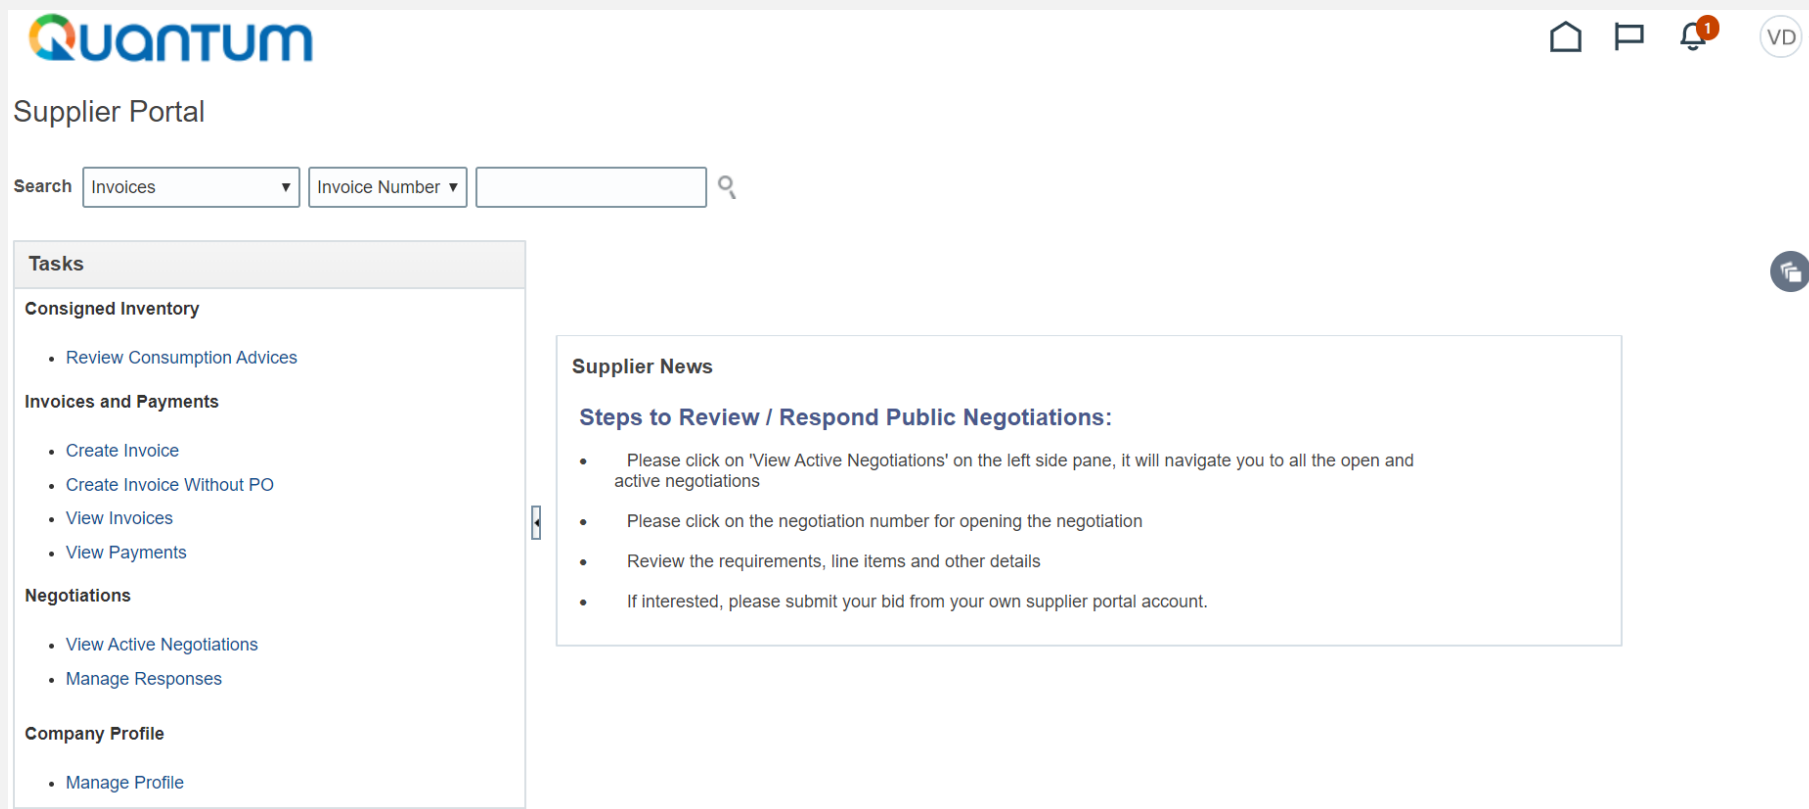 QUANTUM
1
VD
Supplier Portal
Search Invoices Invoice Number
Tasks
Consigned Inventory
Review Consumption Advices
Invoices and Payments
Create Invoice
Create Invoice Without PO
View Invoices
View Payments
Negotiations
View Active Negotiations
Manage Responses
Company Profile
Manage Profile
Supplier News
Steps to Review / Respond Public Negotiations:
Please click on 'View Active Negotiations' on the left side pane, it will navigate you to all the open and
active negotiations
Please click on the negotiation number for opening the negotiation
Review the requirements, line items and other details
If interested, please submit your bid from your own supplier portal account.